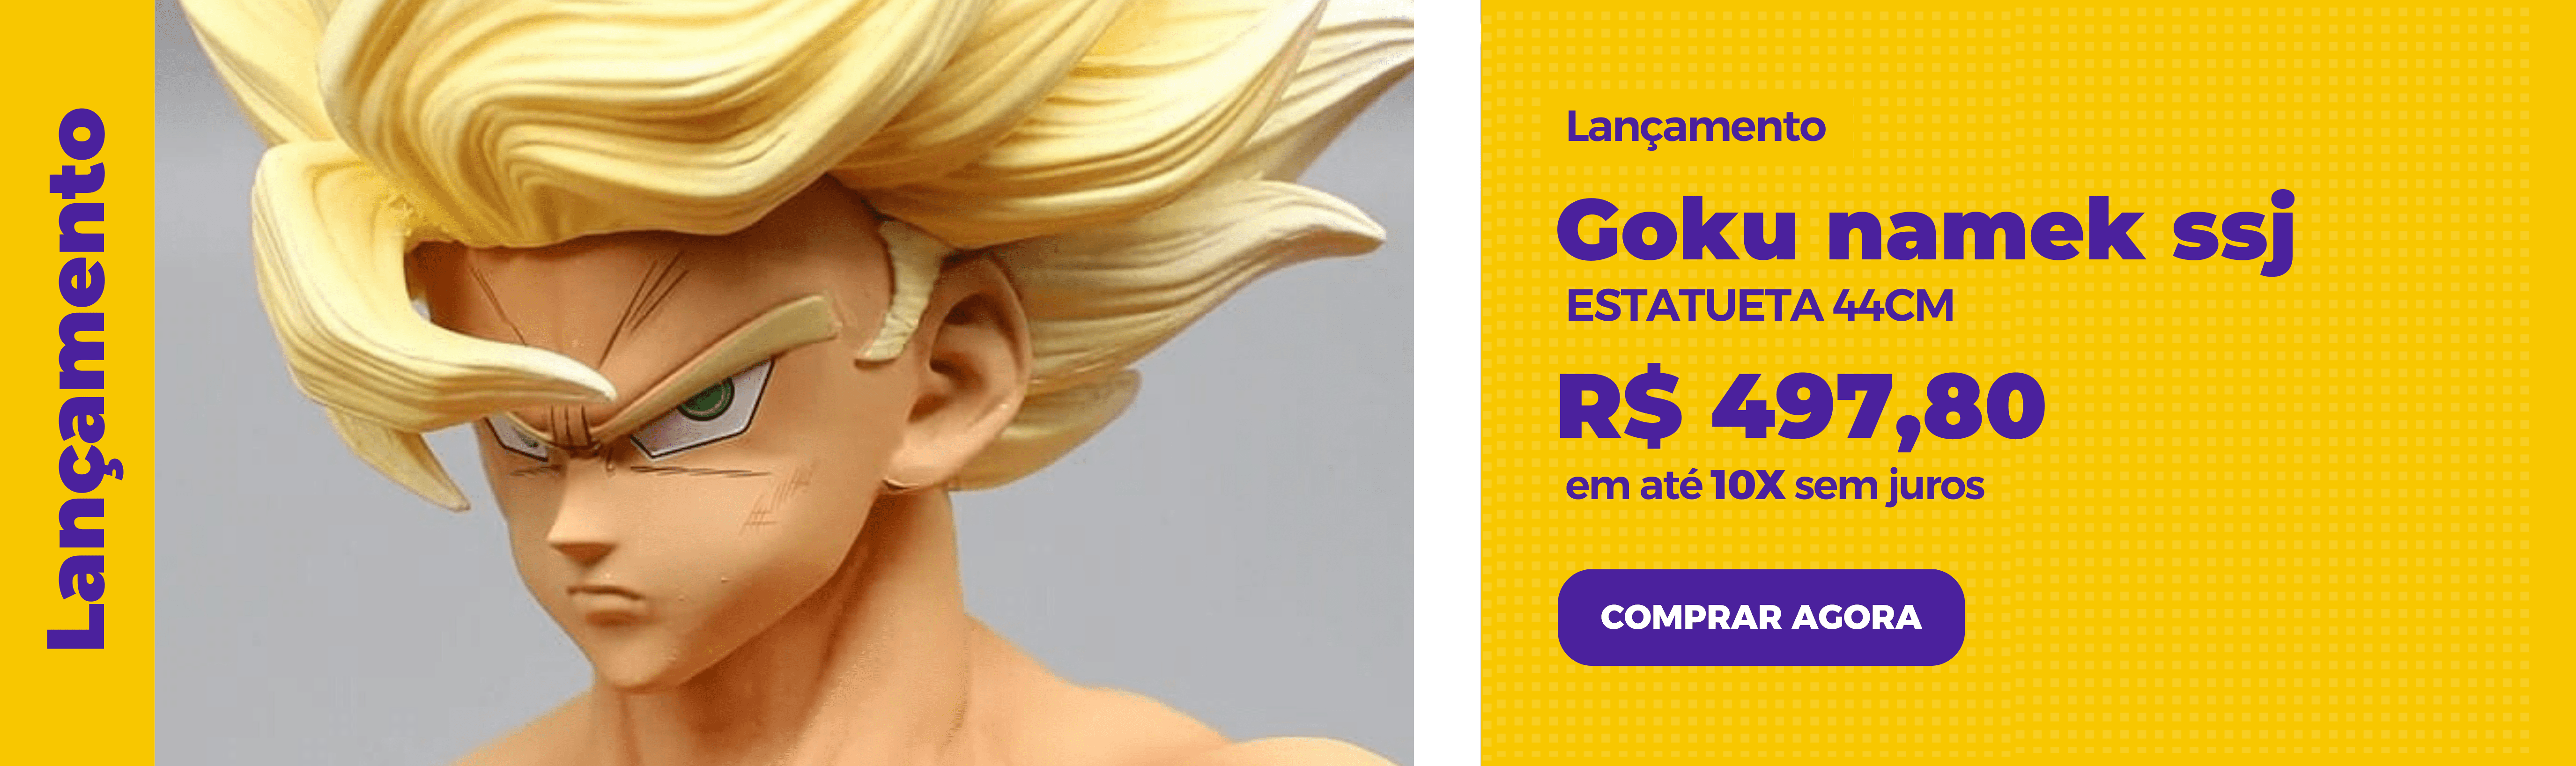 Lançamento
Lançamento
Goku namek ssj
ESTATUETA 44CM
R$ 497,80
em até 10X sem juros
COMPRAR AGORA